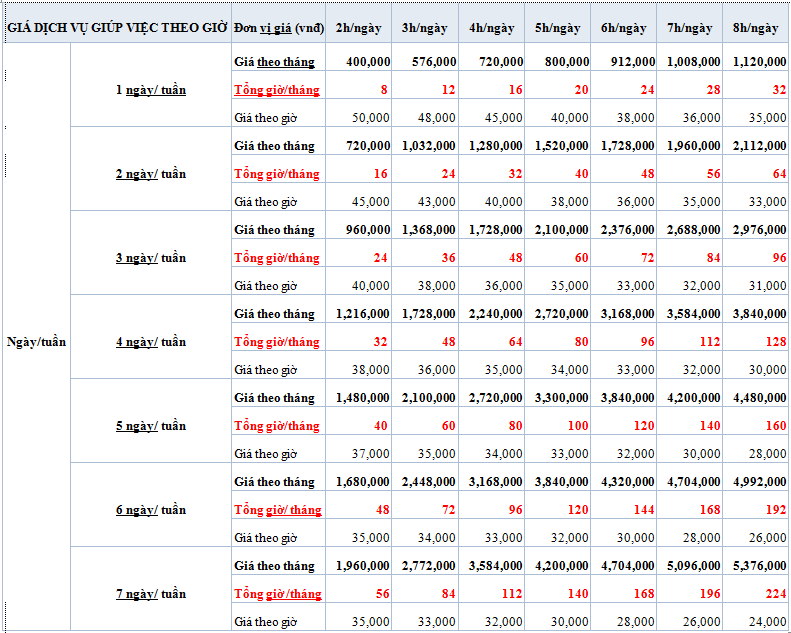 GIÁ DỊCH VỤ GIÚP VIỆC THEO GIỜ Đơn vị giá (vnđ) 2h/ngày 3h/ngày 4h/ngày 5h/ngày 6h/ngày 7h/ngày 8h/ngày
Giá theo tháng 400,000 576,000 720,000 800,000 912,000 1,008,000 1,120,000
1 ngày/ tuần Tổng giờ/tháng 8 12 16 20 24 28 32
Giá theo giờ 50,000 48,000 45,000 40,000 38,000 36,000 35,000
Giá theo tháng 720,000 1,032,000 1,280,000 1,520,000 1,728,000 1,960,000 2,112,000
2 ngày/ tuần Tổng giờ/tháng 16 24 32 40 48 56 64
Giá theo giờ 45,000 43,000 40,000 38,000 36,000 35,000 33,000
Giá theo tháng 960,000 1,368,000 1,728,000 2,100,000 2,376,000 2,688,000 2,976,000
3 ngày/ tuần Tổng giờ/tháng 24 36 48 60 72 84 96
Giá theo giờ 40,000 38,000 36,000 35,000 33,000 32,000 31,000
Giá theo tháng 1,216,000 1,728,000 2,240,000 2,720,000 3,168,000 3,584,000 3,840,000
Ngày/tuần 4 ngày/ tuần Tổng giờ/tháng 32 48 64 80 96 112 128
Giá theo giờ 38,000 36,000 35,000 34,000 33,000 32,000 30,000
Giá theo tháng 1,480,000 2,100,000 2,720,000 3,300,000 3,840,000 4,200,000 4,480,000
5 ngày/ tuần Tổng giờ/tháng 40 60 80 100 120 140 160
Giá theo giờ 37,000 35,000 34,000 33,000 32,000 30,000 28,000
Giá theo tháng 1,680,000 2,448,000 3,168,000 3,840,000 4,320,000 4,704,000 4,992,000
6 ngày/ tuần Tổng giờ/ tháng 48 72 96 120 144 168 192
Giá theo giờ 35,000 34,000 33,000 32,000 30,000 28,000 26,000
Giá theo tháng 1,960,000 2,772,000 3,584,000 4,200,000 4,704,000 5,096,000 5,376,000
7 ngày/ tuần Tổng giờ /tháng 56 84 112 140 168 196 224
Giá theo giờ 35,000 33,000 32,000 30,000 28,000 26,000 24,000